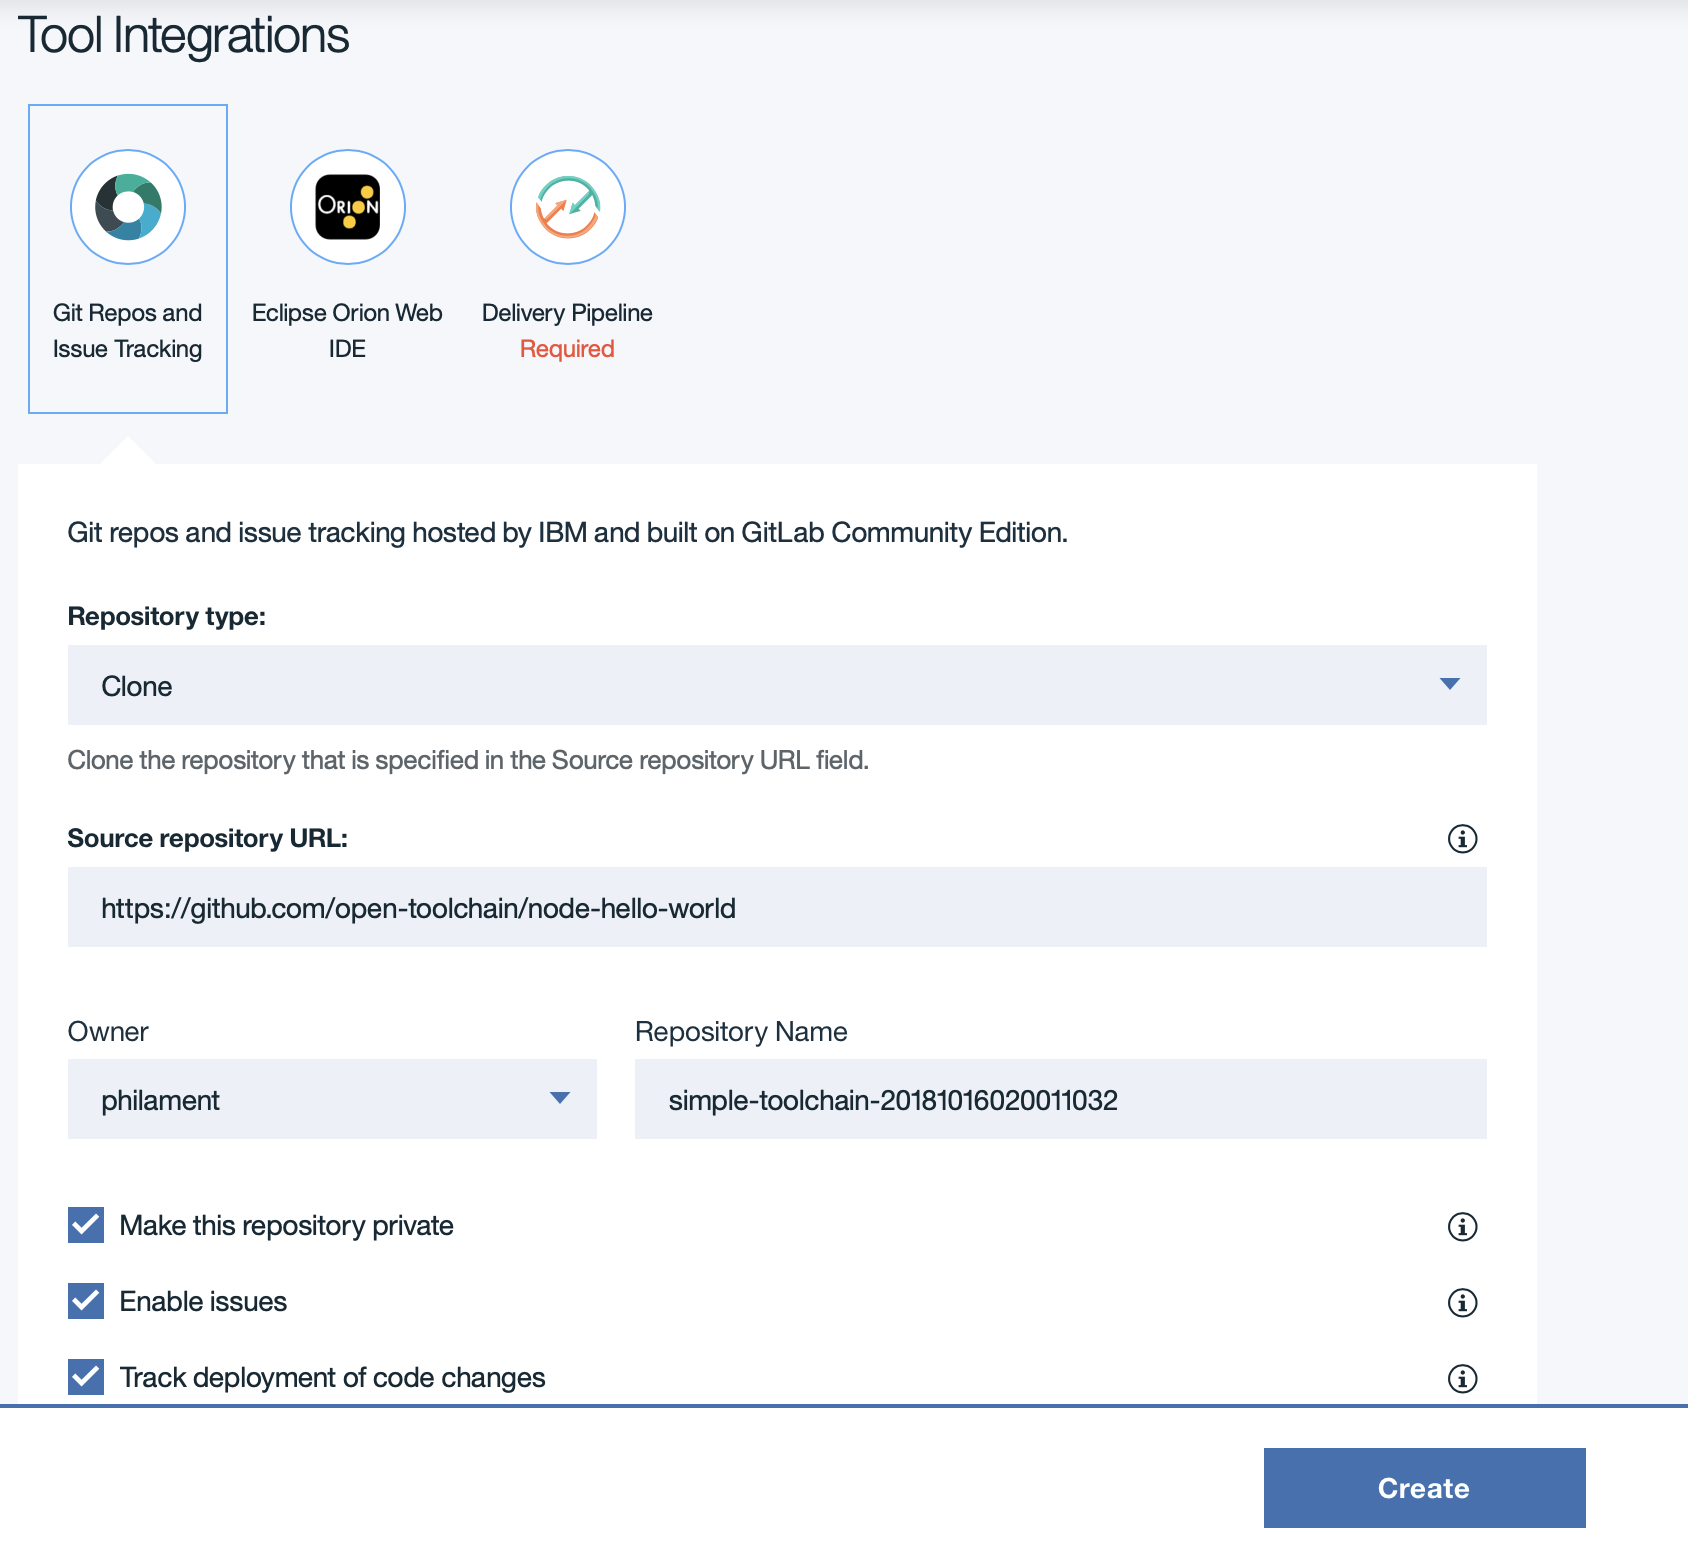 Tool Integrations
ORION
Git Repos and
Issue Tracking
Eclipse Orion Web
IDE
Delivery Pipeline
Required
Git repos and issue tracking hosted by IBM and built on GitLab Community Edition.
Repository type:
Clone
Clone the repository that is specified in the Source repository URL field.
Source repository URL:
https://github.com/open-toolchain/node-hello-world
Owner
Repository Name
philament
simple-toolchain-20181016020011032
Make this repository private
Enable issues
Track deployment of code changes
Create